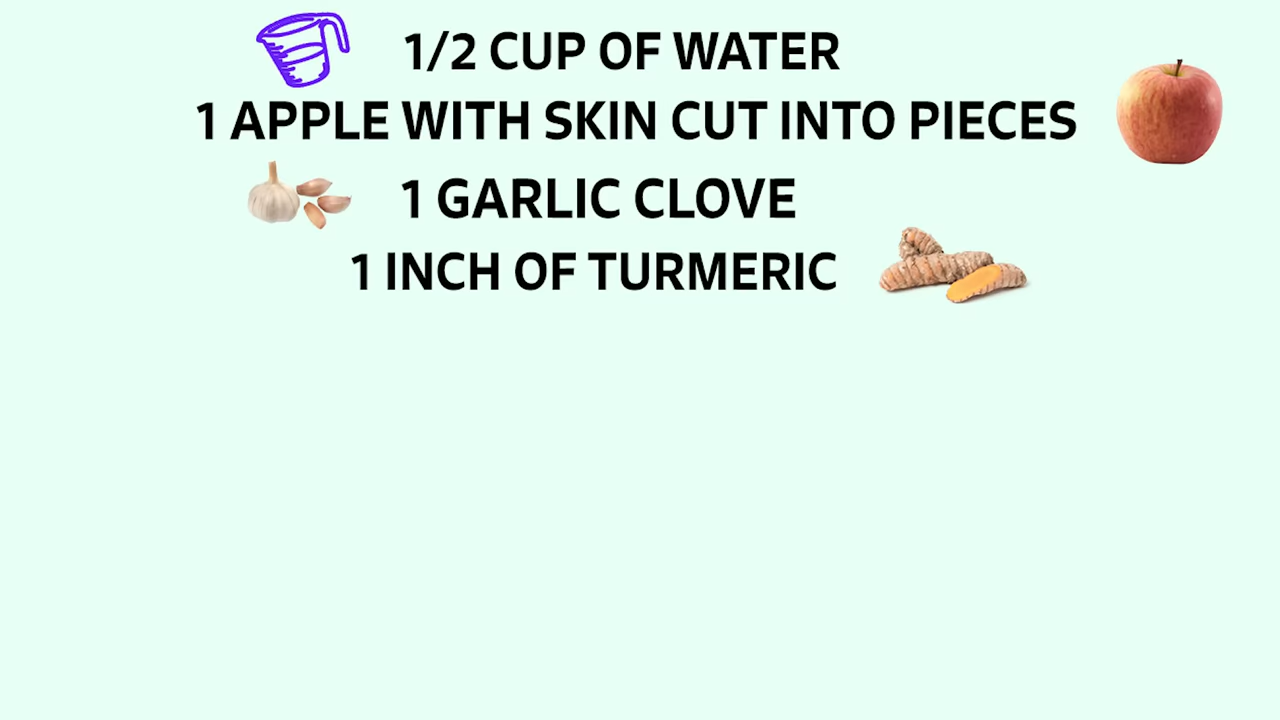 1/2 CUP OF WATER
1 APPLE WITH SKIN CUT INTO PIECES
1 GARLIC CLOVE
1 INCH OF TURMERIC